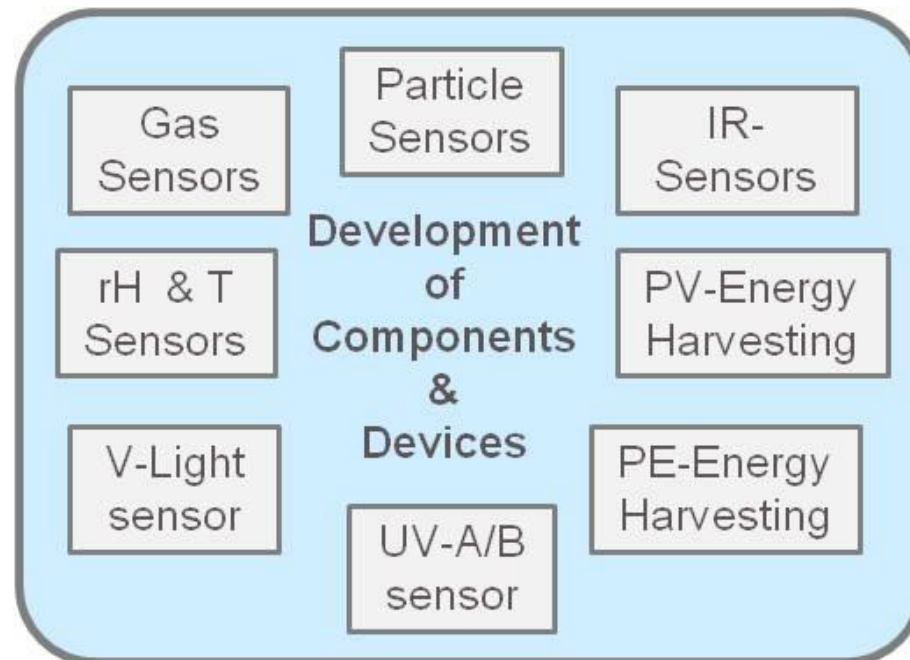 Particle
Sensors
Gas
Sensors
IR-
Sensors
Development
of
Components
&
Devices
rH & T
Sensors
PV-Energy
Harvesting
V-Light
sensor
PE-Energy
Harvesting
UV-A/B
sensor